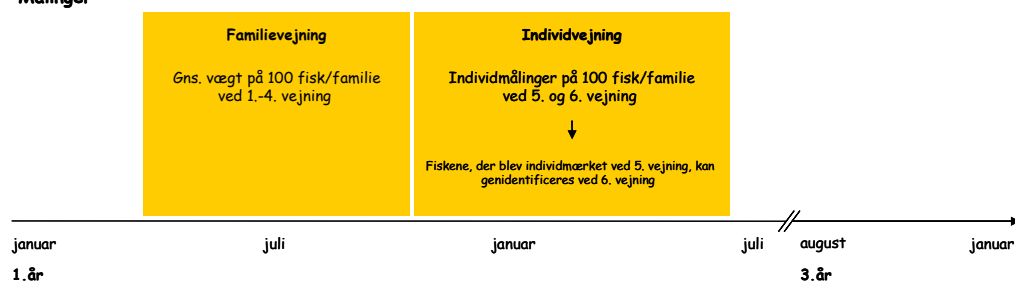 Målinger
Familievejning
Gns. vægt på 100 fisk/familie
ved 1.-4. vejning
Individvejning
Individmålinger på 100 fisk/familie
ved 5. og 6. vejning
Fiskene, der blev individmærket ved 5. vejning, kan
genidentificeres ved 6. vejning
januar juli januar juli august januar
1.år 3.år